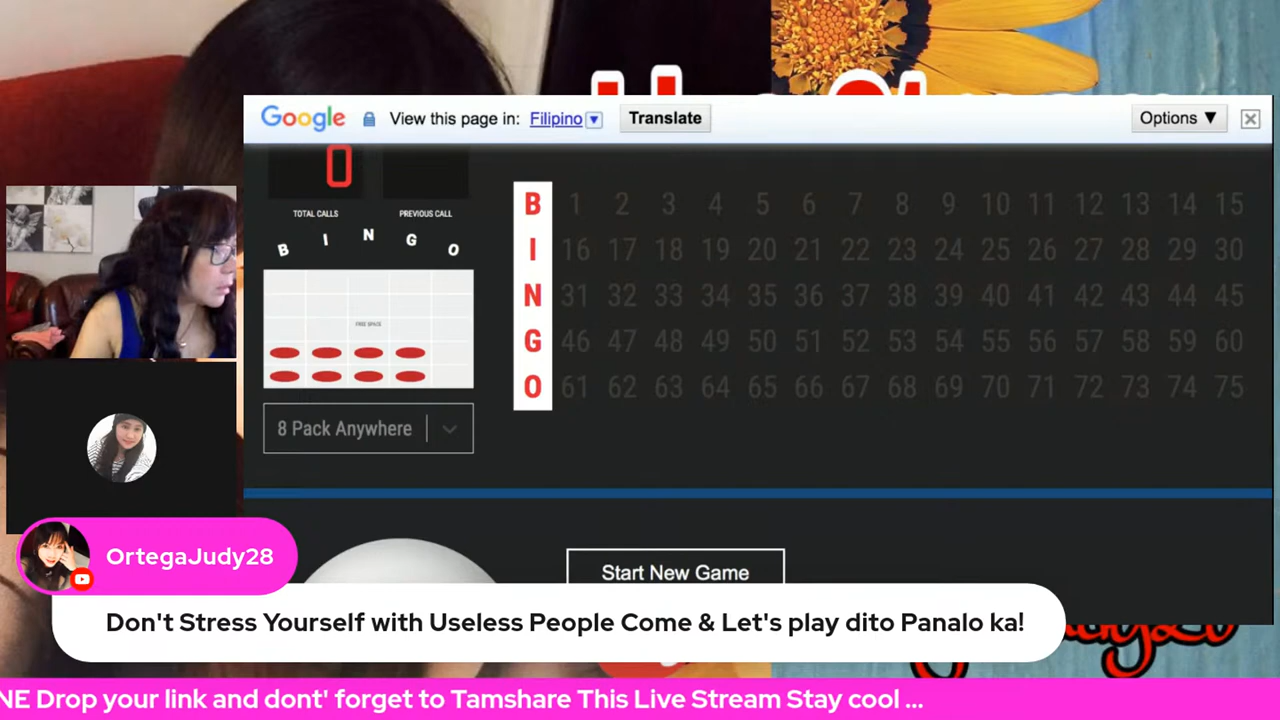 Google View this page in: Filipino Translate Options ▼
0
TOTAL CALLS PREVIOUS CALL
B I N G O
FREE SPACE
8 Pack Anywhere
B 1 2 3 4 5 6 7 8 9 10 11 12 13 14 15
I 16 17 18 19 20 21 22 23 24 25 26 27 28 29 30
N 31 32 33 34 35 36 37 38 39 40 41 42 43 44 45
G 46 47 48 49 50 51 52 53 54 55 56 57 58 59 60
O 61 62 63 64 65 66 67 68 69 70 71 72 73 74 75
Start New Game
OrtegaJudy28
Don't Stress Yourself with Useless People Come & Let's play dito Panalo ka!
NE Drop your link and dont' forget to Tamshare This Live Stream Stay cool ...